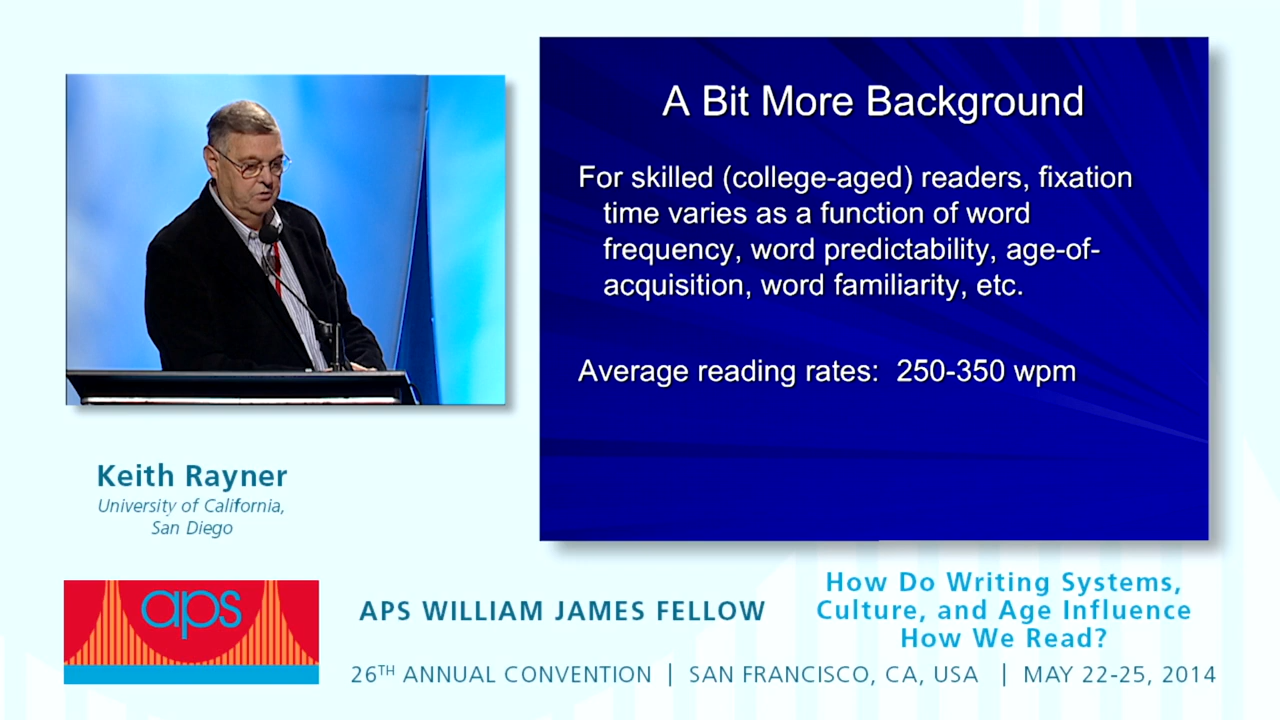 A Bit More Background
For skilled (college-aged) readers, fixation
time varies as a function of word
frequency, word predictability, age-of-
acquisition, word familiarity, etc.
Average reading rates: 250-350 wpm
Keith Rayner
University of California,
San Diego
aps
APS WILLIAM JAMES FELLOW
How Do Writing Systems,
Culture, and Age Influence
How We Read?
26TH ANNUAL CONVENTION | SAN FRANCISCO, CA, USA | MAY 22-25, 2014